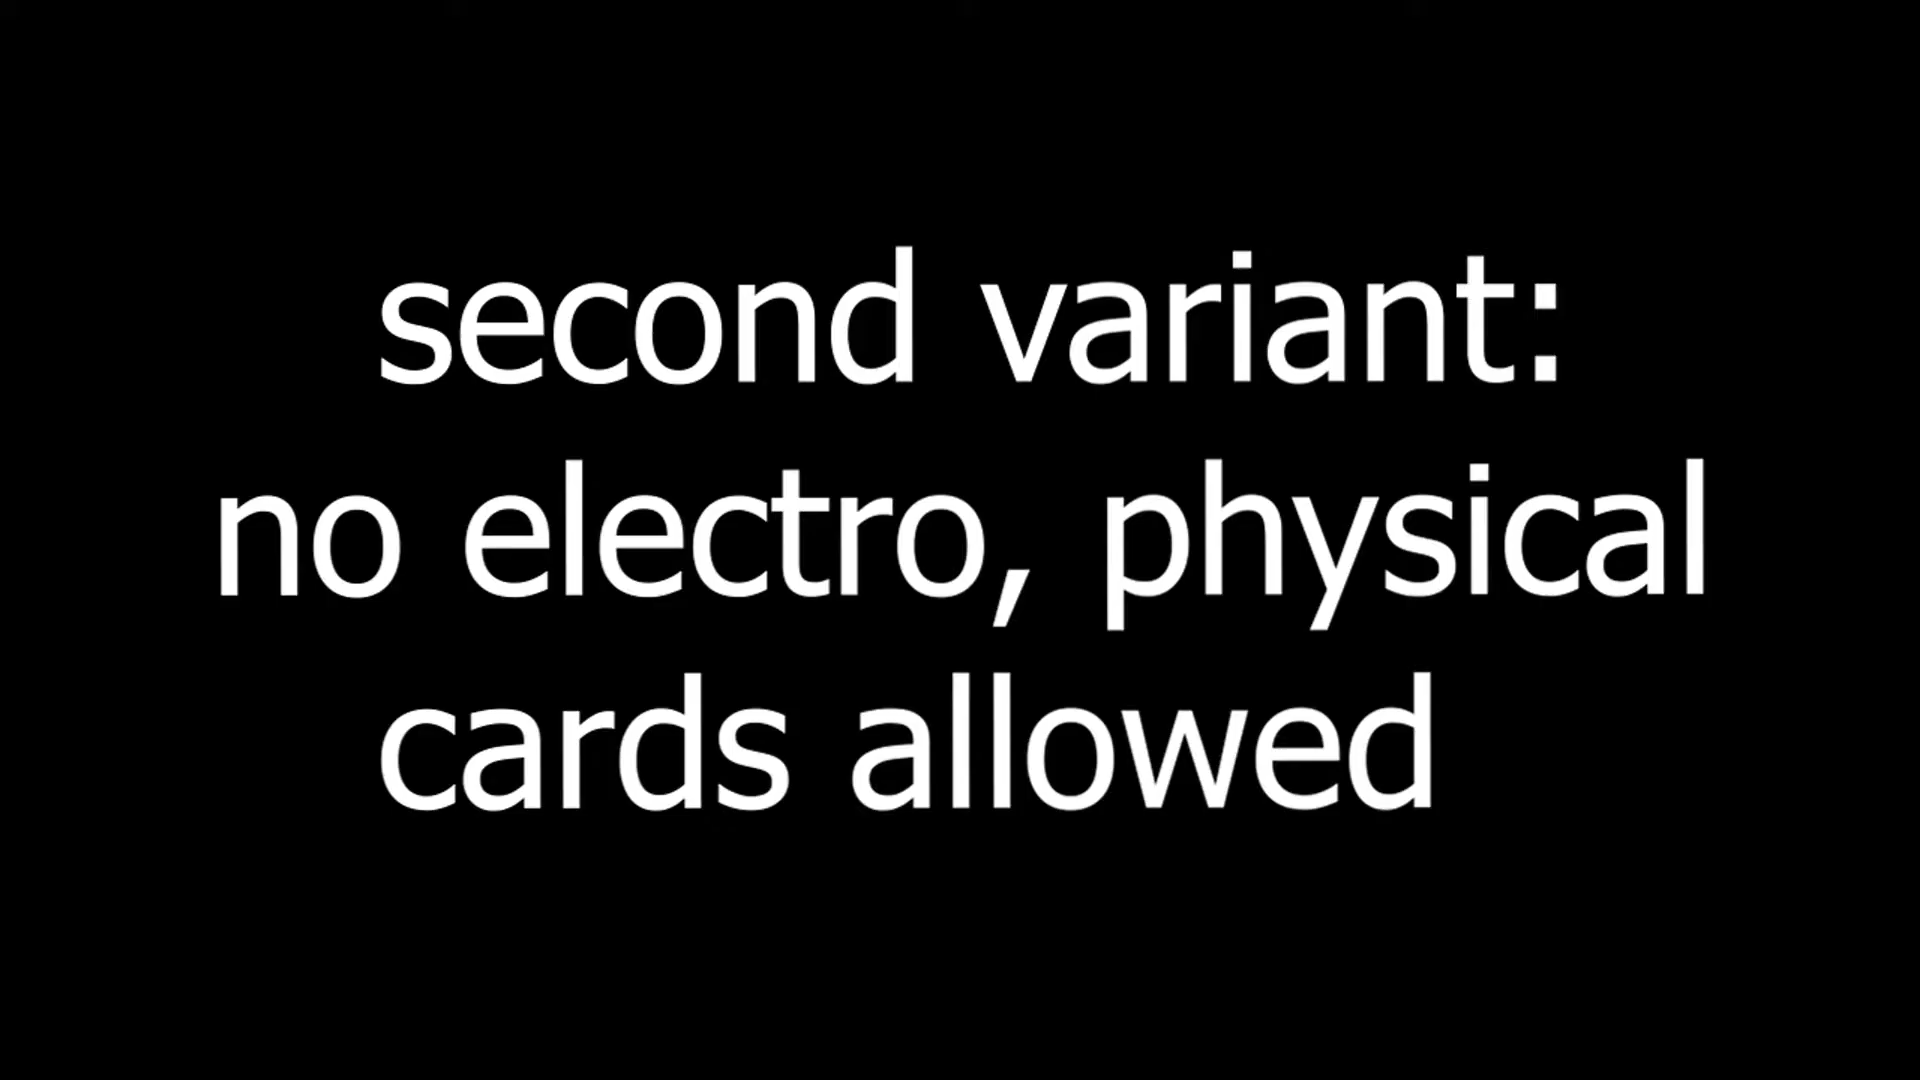 second variant:
no electro, physical
cards allowed